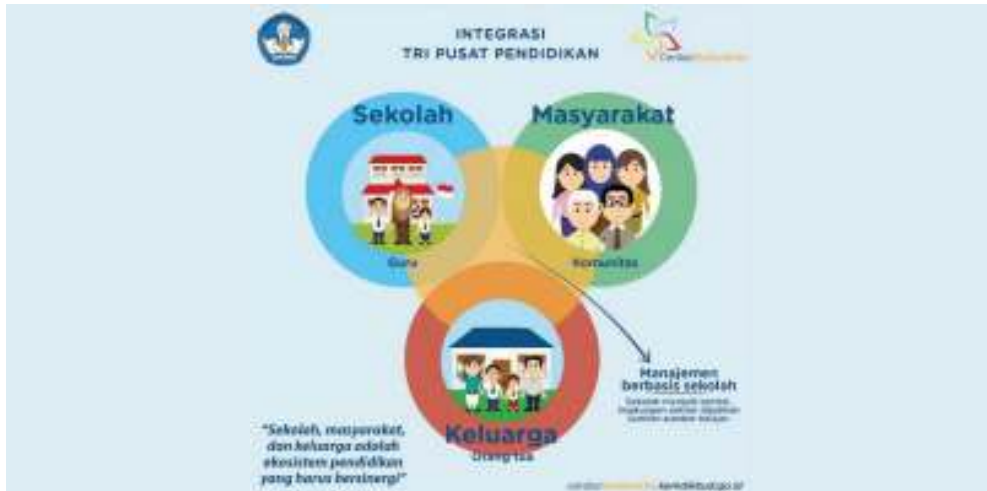 INTEGRASI
TRI PUSAT PENDIDIKAN
Sekolah
Masyarakat
Guru
Komunitas
Manajemen
berbasis sekolah
Keluarga
Orang tua
"Sekolah, masyarakat,
dan keluarga adalah
ekosistem pendidikan
yang harus bersinergi"